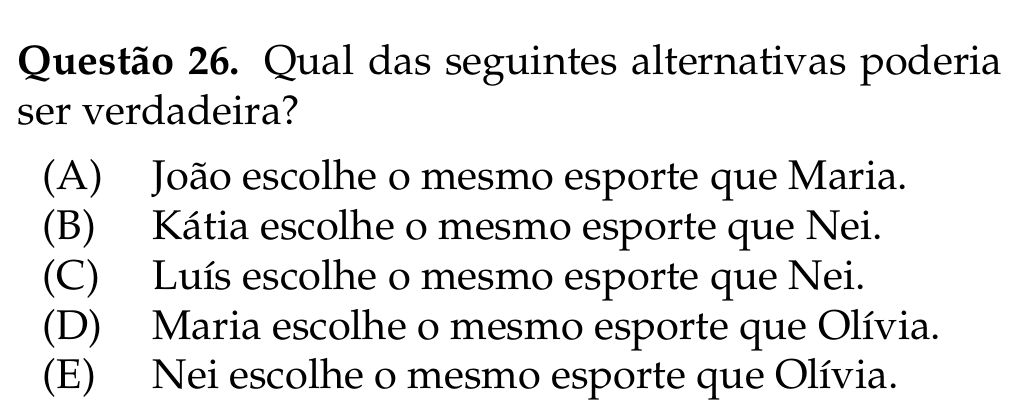 Questão 26. Qual das seguintes alternativas poderia
ser verdadeira?
(A) João escolhe o mesmo esporte que Maria.
(B) Kátia escolhe o mesmo esporte que Nei.
(C) Luís escolhe o mesmo esporte que Nei.
(D) Maria escolhe o mesmo esporte que Olívia.
(E) Nei escolhe o mesmo esporte que Olívia.